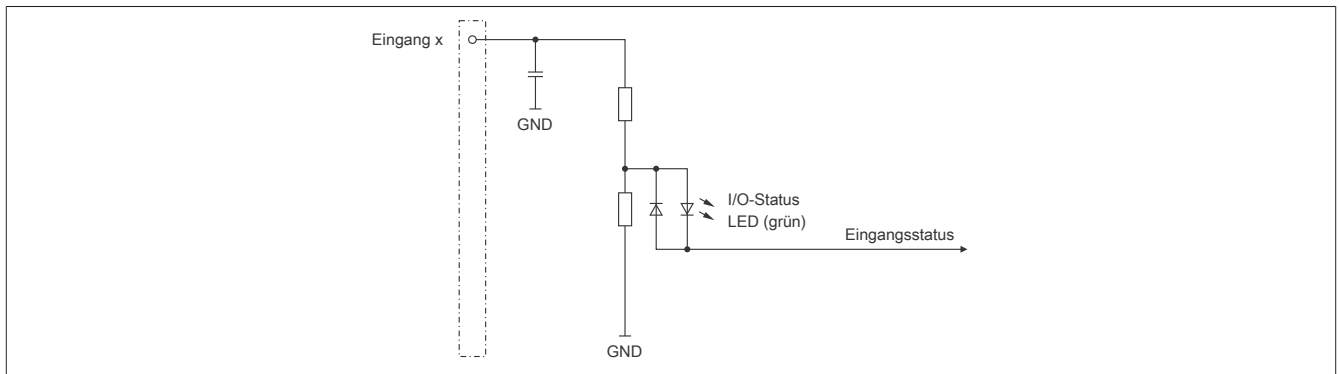 Eingang x
GND
I/O-Status
LED (grün)
Eingangsstatus
GND